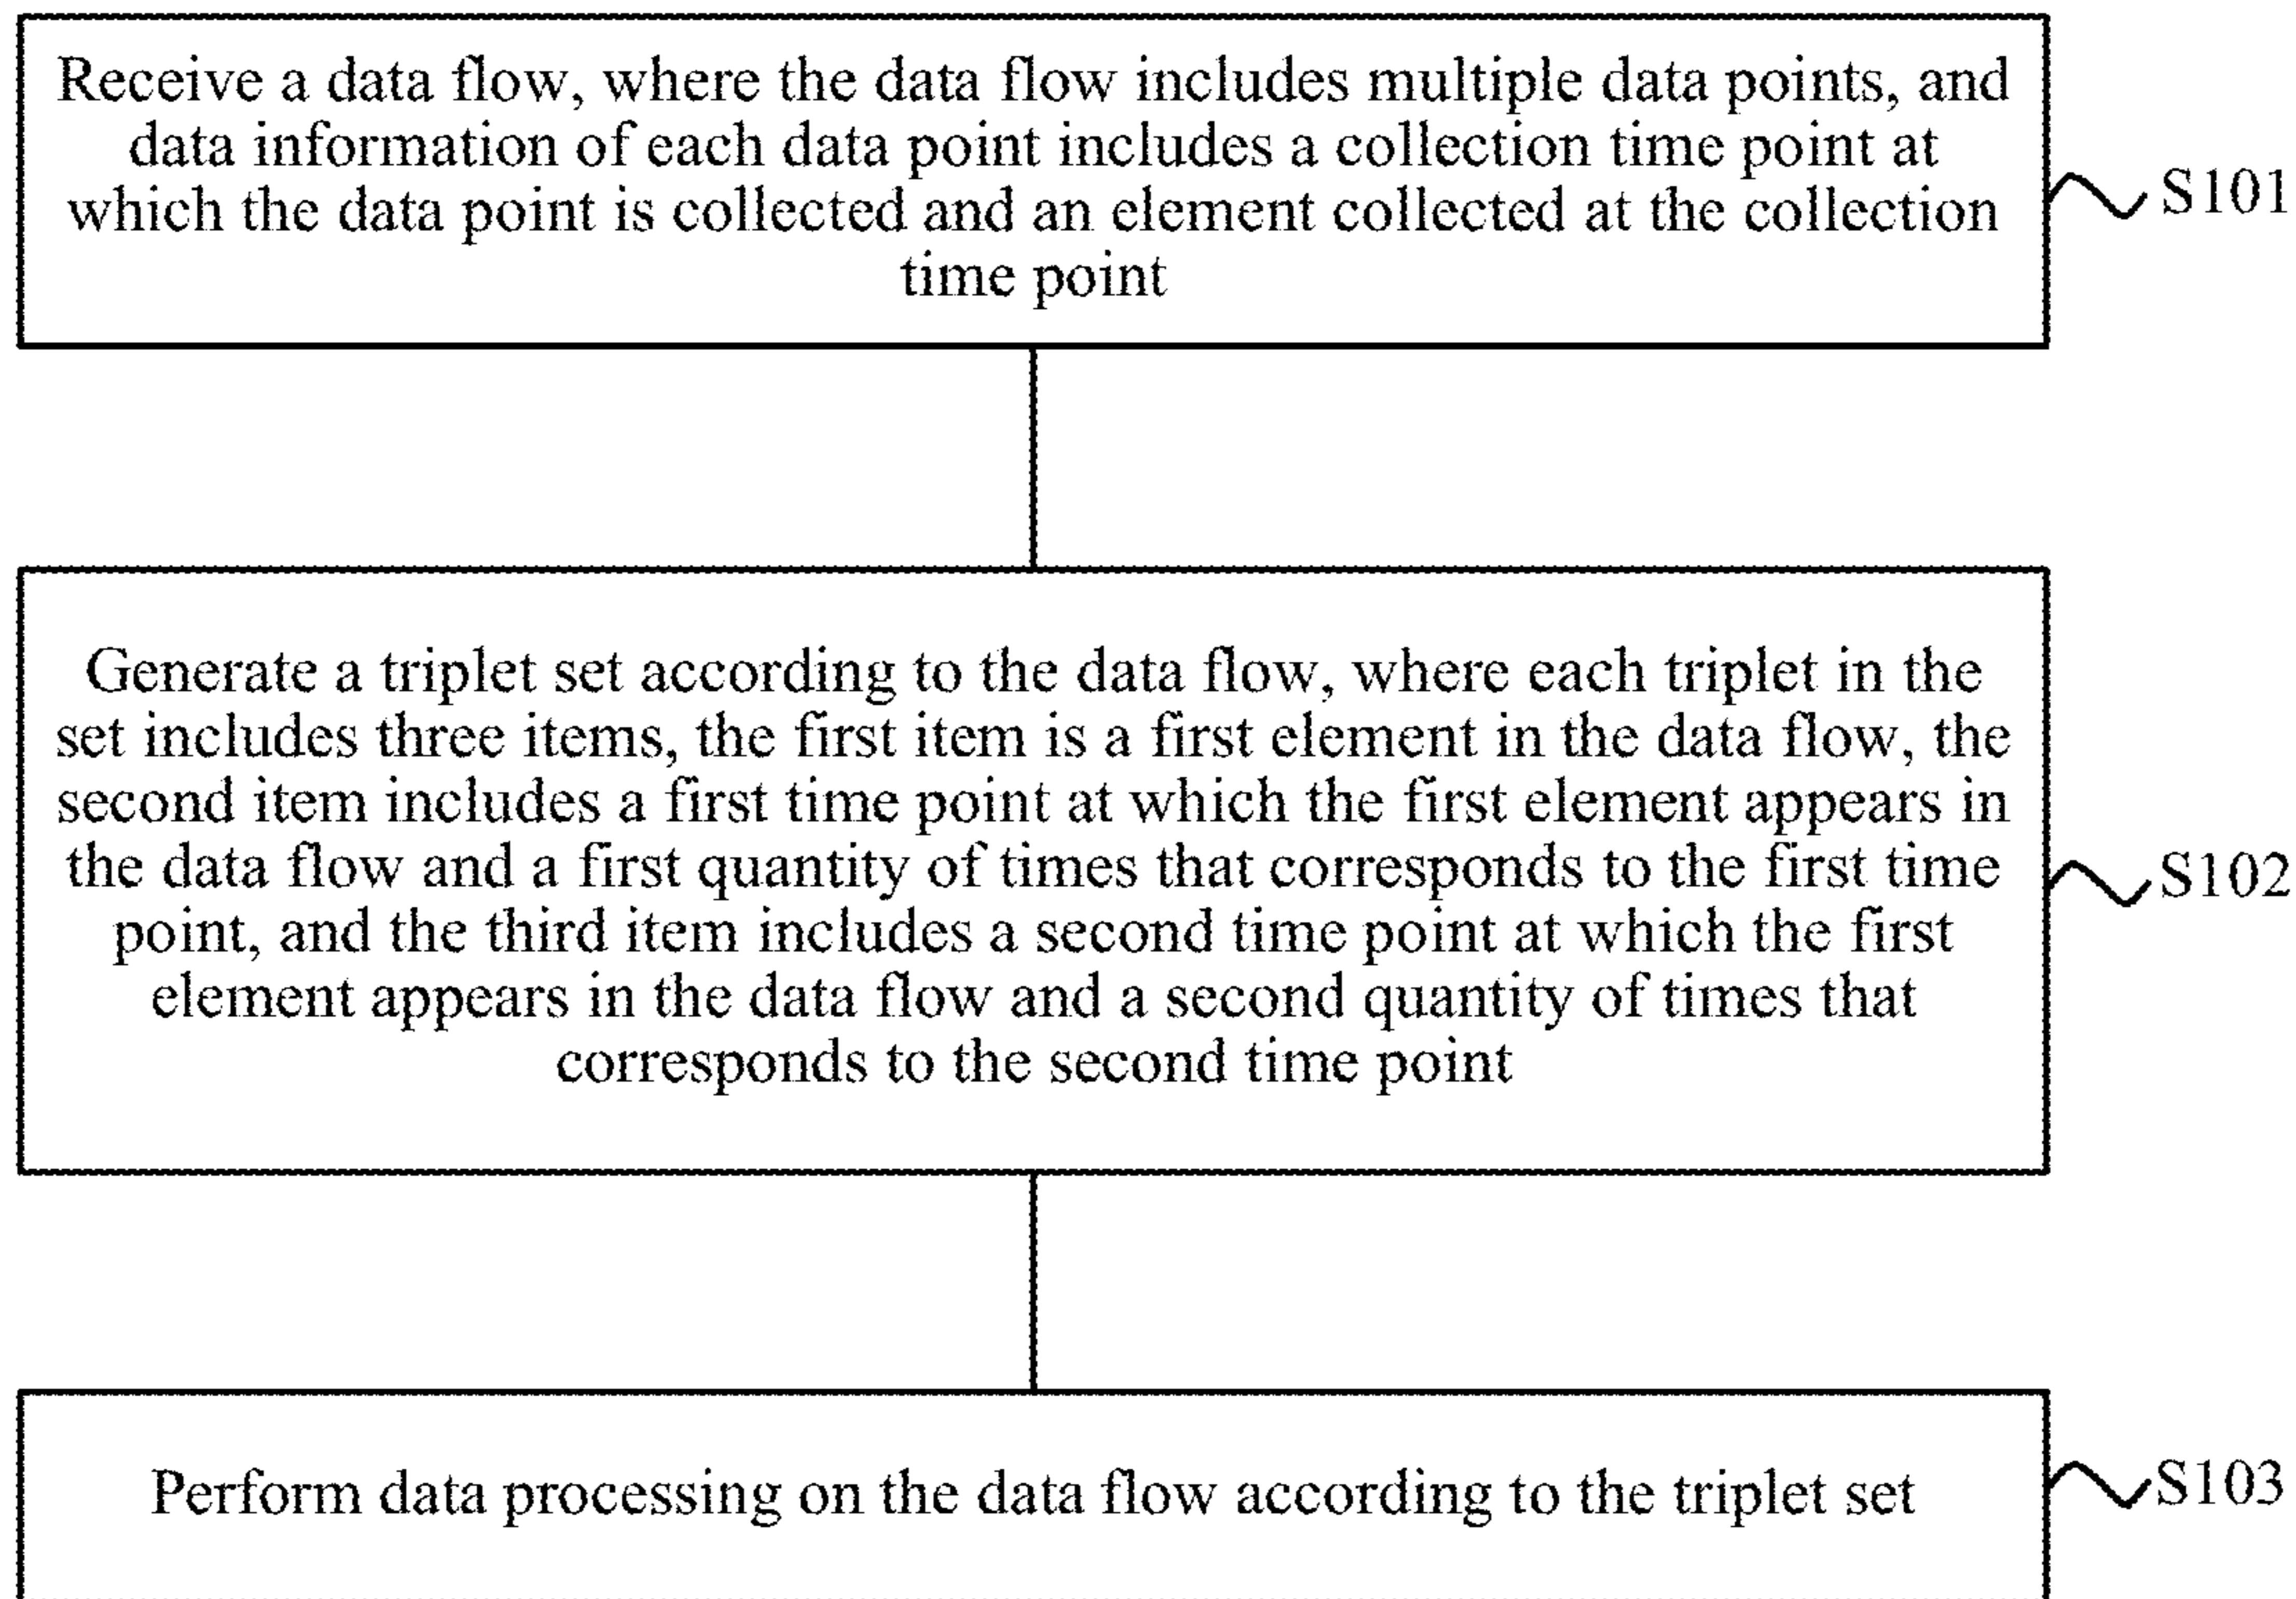 Receive a data flow, where the data flow includes multiple data points, and
data information of each data point includes a collection time point at
which the data point is collected and an element collected at the collection
time point
S101
Generate a triplet set according to the data flow, where each triplet in the
set includes three items, the first item is a first element in the data flow, the
second item includes a first time point at which the first element appears in
the data flow and a first quantity of times that corresponds to the first time
point, and the third item includes a second time point at which the first
element appears in the data flow and a second quantity of times that
corresponds to the second time point
S102
Perform data processing on the data flow according to the triplet set
S103